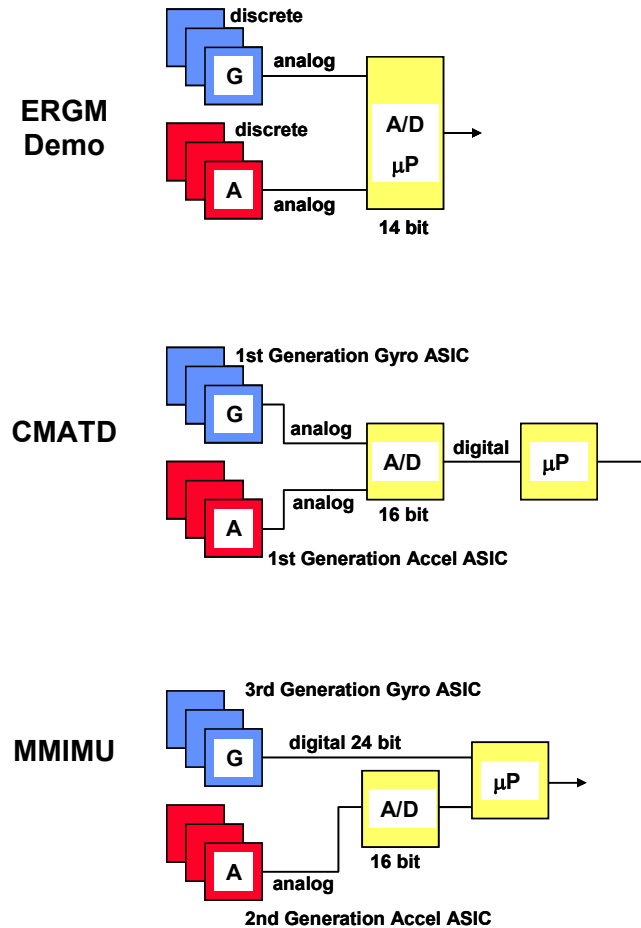 ERGM
Demo
discrete
G
analog
discrete
A
analog
A/D
μP
14 bit
CMATD
1st Generation Gyro ASIC
G
analog
A/D
16 bit
digital
μP
analog
A
1st Generation Accel ASIC
MMIMU
3rd Generation Gyro ASIC
G
digital 24 bit
μP
A/D
16 bit
A
analog
2nd Generation Accel ASIC